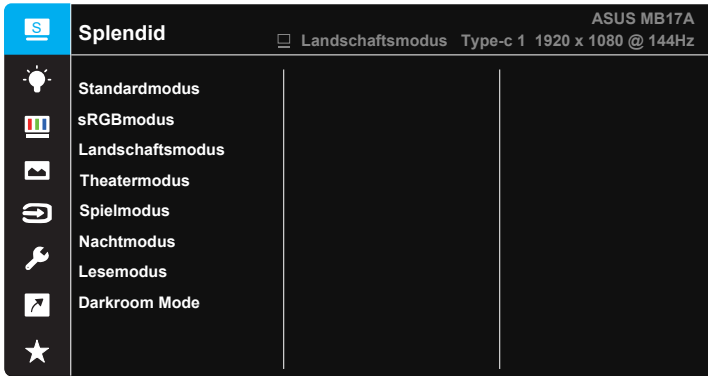 S
ASUS MB17A
Splendid
Landschaftsmodus Type-c 1 1920 x 1080 @ 144Hz
Standardmodus
sRGBmodus
Landschaftsmodus
Theatermodus
Spielmodus
Nachtmodus
Lesemodus
Darkroom Mode